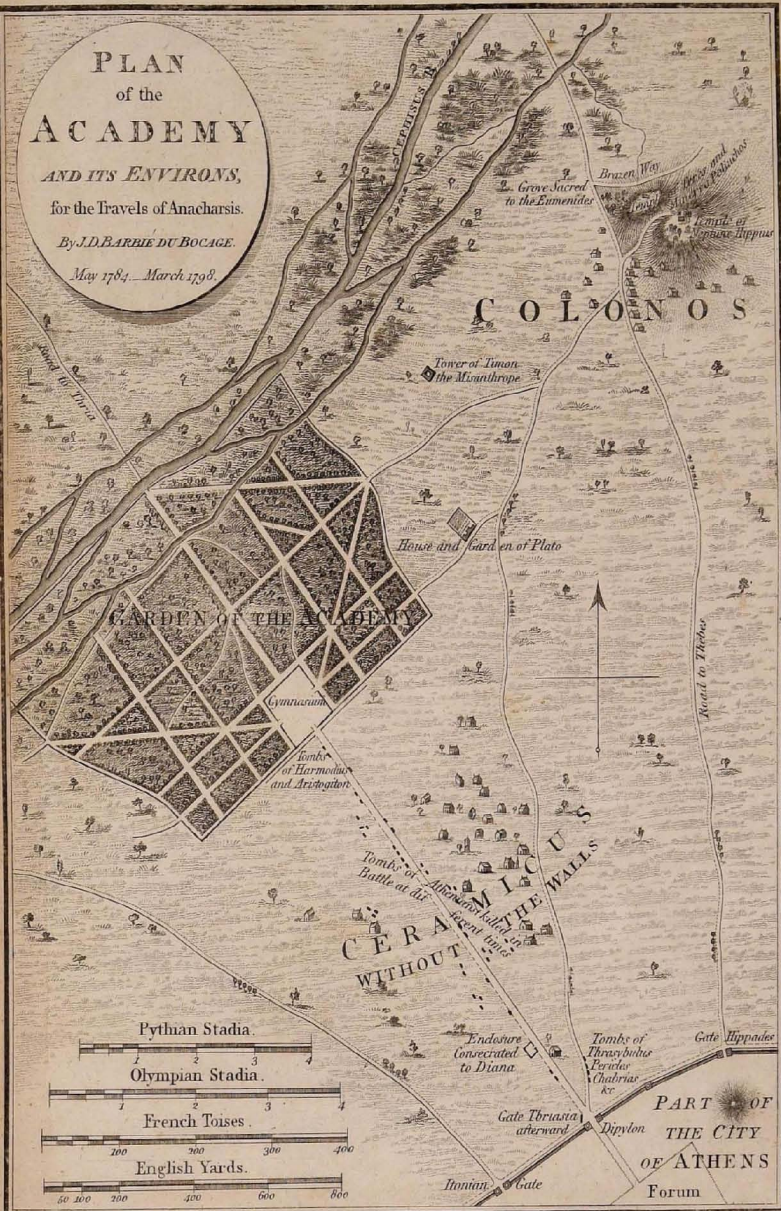 PLAN
of the
ACADEMY
AND ITS ENVIRONS,
for the Travels of Anacharsis.
By J.D. BARBIÉ DU BOCAGE.
May 1784 — March 1798.
CEPHISUS R.
Brazen Way
Grove Sacred
to the Eumenides
Temple of
Neptune Hippius
COLONOS
Road to Thria
Tower of Timon
the Misanthrope
House and Garden of Plato
GARDEN OF THE ACADEMY
Road to Thebes
Gymnasium
Tombs
of Harmodius
and Aristogiton
Tombs of Athenians killed in
Battle at different times
CERAMICUS
WITHOUT THE WALLS
Pythian Stadia.
1 2 3 4
Olympian Stadia.
1 2 3 4
French Toises.
100 200 300 400
English Yards.
50 100 200 400 600 800
Enclosure
Consecrated
to Diana
Tombs of
Thrasybulus
Pericles
Chabrias
&c
Gate Hippades
Gate Thriasia
afterward Dipylon
PART OF
THE CITY
OF ATHENS
Itonian Gate
Forum